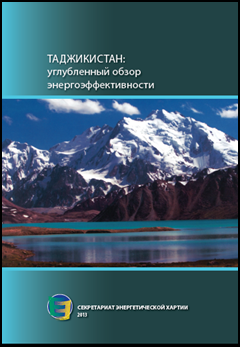 ТАДЖИКИСТАН:
углубленный обзор
энергоэффективности
СЕКРЕТАРИАТ ЭНЕРГЕТИЧЕСКОЙ ХАРТИИ
2013